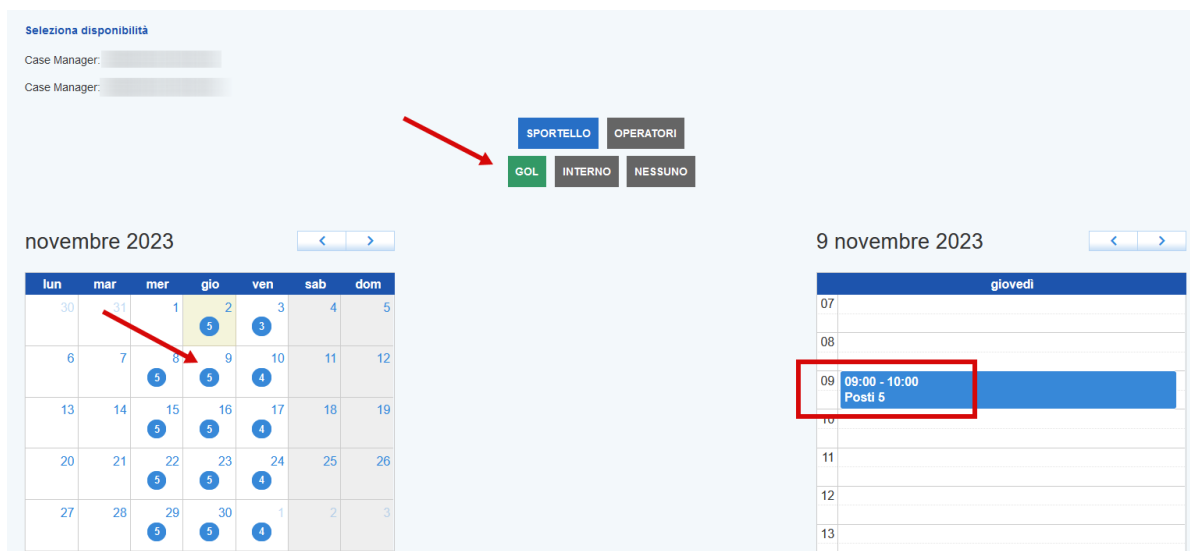 Seleziona disponibilità
Case Manager:
Case Manager:
SPORTELLO OPERATORI
GOL INTERNO NESSUNO
novembre 2023
lun mar mer gio ven sab dom
30 31 1 2 3 4 5
5 3
6 7 8 9 10 11 12
5 5 4
13 14 15 16 17 18 19
5 5 4
20 21 22 23 24 25 26
5 5 4
27 28 29 30 1 2 3
5 5 4
9 novembre 2023
giovedì
07
08
09 09:00 - 10:00
Posti 5
10
11
12
13